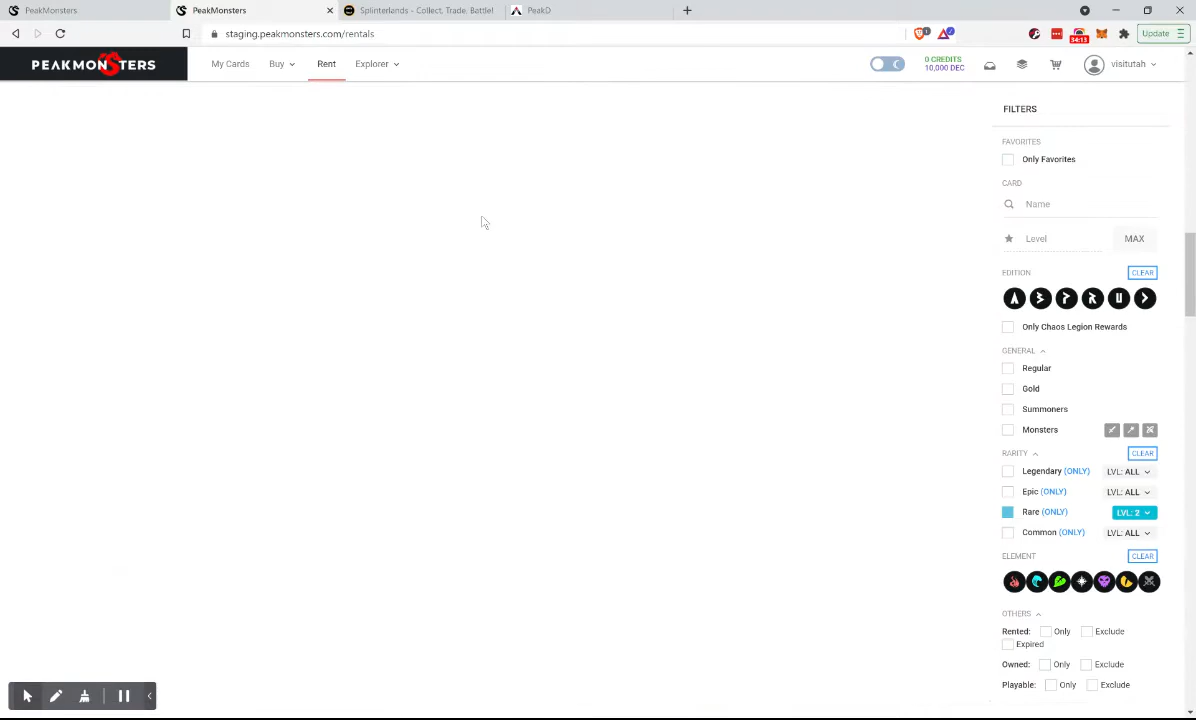 PeakMonsters
PeakMonsters
Splinterlands - Collect, Trade, Battle!
PeakD
staging.peakmonsters.com/rentals
34:13
Update
PEAKMONSTERS
My Cards
Buy
Rent
Explorer
0 CREDITS
10,000 DEC
visitutah
FILTERS
FAVORITES
Only Favorites
CARD
Name
Level MAX
EDITION CLEAR
Only Chaos Legion Rewards
GENERAL
Regular
Gold
Summoners
Monsters
RARITY CLEAR
Legendary (ONLY) LVL: ALL
Epic (ONLY) LVL: ALL
Rare (ONLY) LVL: 2
Common (ONLY) LVL: ALL
ELEMENT CLEAR
OTHERS
Rented: Only Exclude
Expired
Owned: Only Exclude
Playable: Only Exclude